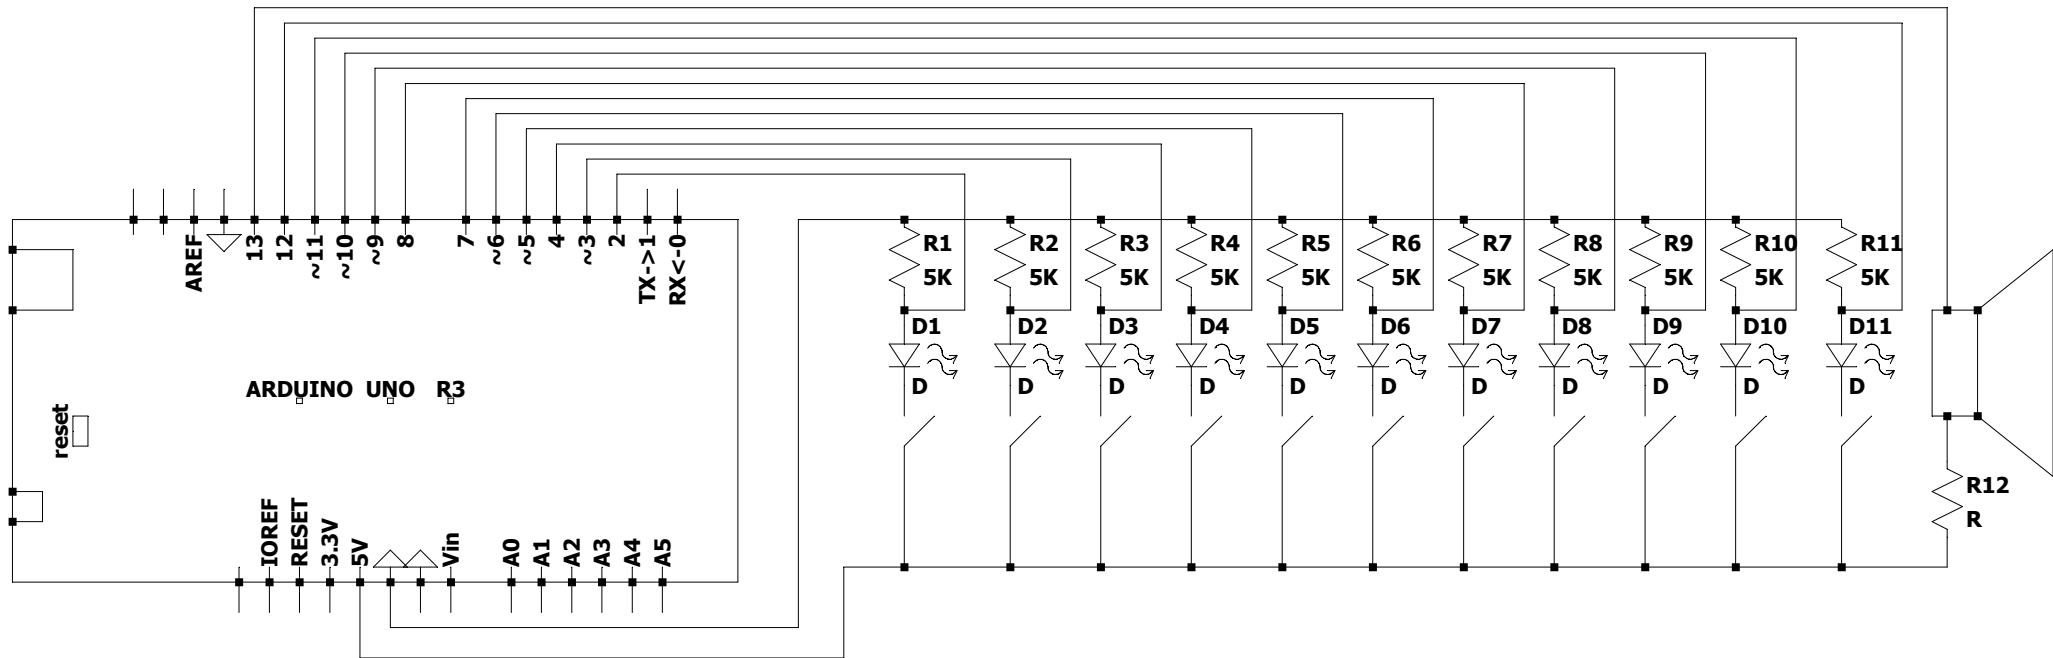 AREF
13
12
~11
~10
~9
8
7
~6
~5
4
~3
2
TX->1
RX<-0
R1
R2
R3
R4
R5
R6
R7
R8
R9
R10
R11
5K
5K
5K
5K
5K
5K
5K
5K
5K
5K
5K
D1
D2
D3
D4
D5
D6
D7
D8
D9
D10
D11
D
D
D
D
D
D
D
D
D
D
D
ARDUINO UNO R3
reset
R12
R
IOREF
RESET
3.3V
5V
Vin
A0
A1
A2
A3
A4
A5